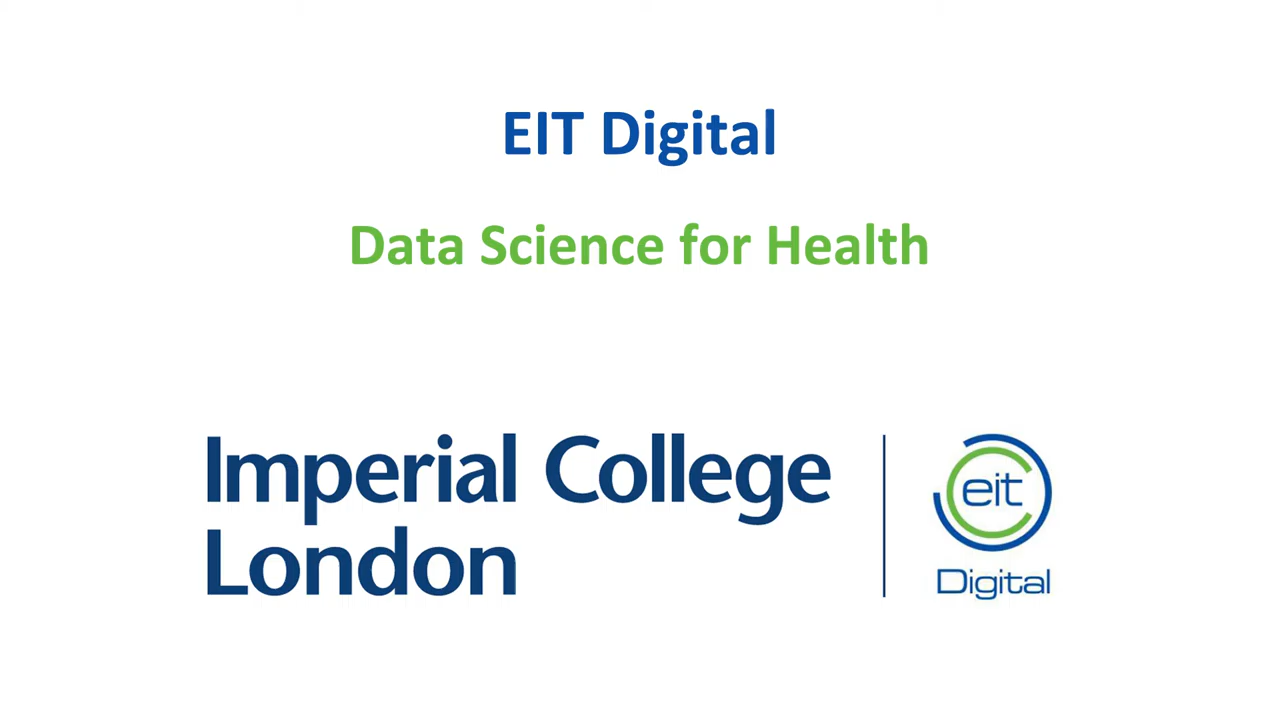 EIT Digital
Data Science for Health
Imperial College
London
eit
Digital